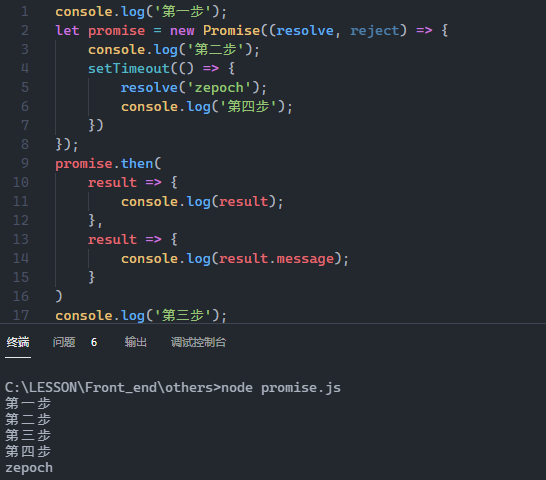 1 console.log('第一步');
2 let promise = new Promise((resolve, reject) => {
3 console.log('第二步');
4 setTimeout(() => {
5 resolve('zepoch');
6 console.log('第四步');
7 })
8 });
9 promise.then(
10 result => {
11 console.log(result);
12 },
13 result => {
14 console.log(result.message);
15 }
16 )
17 console.log('第三步');
终端 问题 6 输出 调试控制台
C:\LESSON\Front_end\others>node promise.js
第一步
第二步
第三步
第四步
zepoch